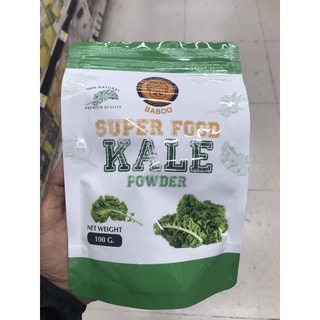 100% NATURAL
PREMIUM QUALITY
BABOO
SUPER FOOD
KALE
POWDER
NET WEIGHT
100 G.